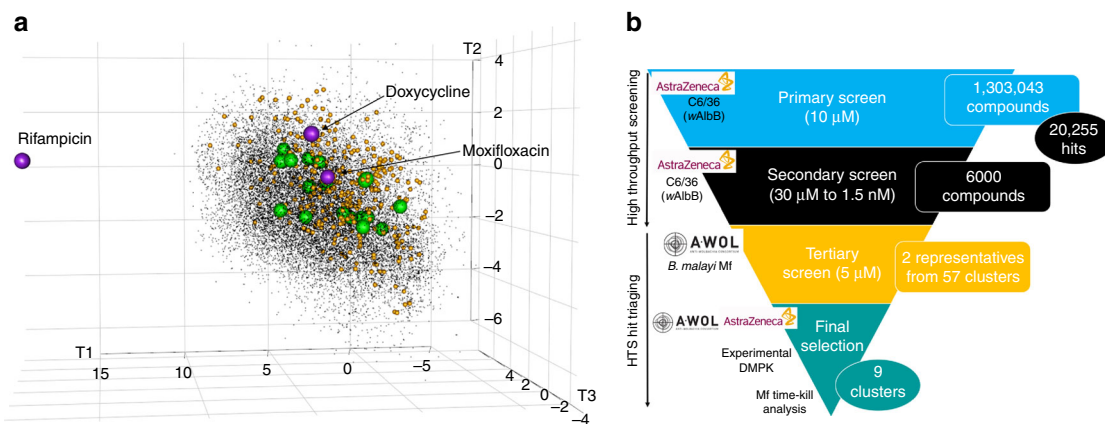 a
T2
4
2
0
−2
−4
−6
Doxycycline
Moxifloxacin
Rifampicin
T1
15
10
5
0
−5
4
2
0
−2
−4
T3
b
High throughput screening
HTS hit triaging
AstraZeneca
C6/36
(wAlbB)
Primary screen
(10 µM)
1,303,043
compounds
20,255
hits
AstraZeneca
C6/36
(wAlbB)
Secondary screen
(30 µM to 1.5 nM)
6000
compounds
A·WOL
B. malayi Mf
Tertiary
screen (5 µM)
2 representatives
from 57 clusters
A·WOL
AstraZeneca
Final
selection
Experimental
DMPK
Mf time-kill
analysis
9
clusters